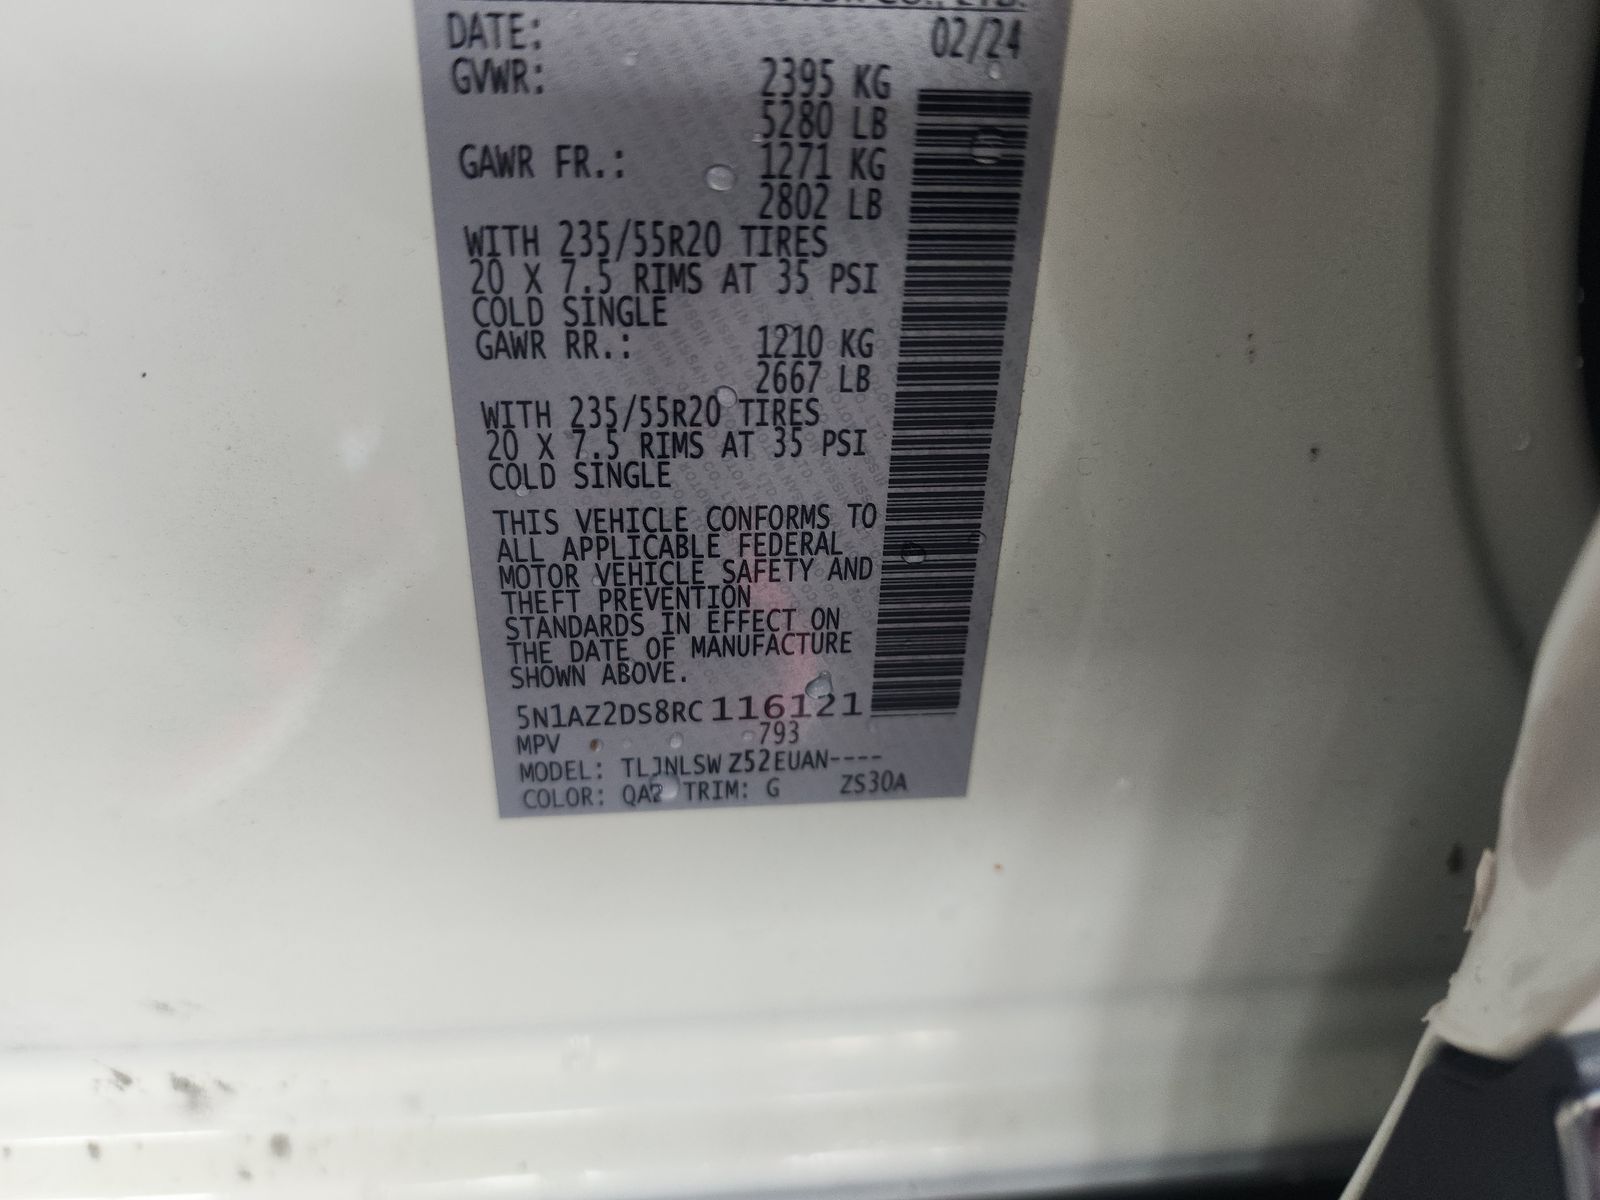 DATE: 02/24
GVWR: 2395 KG
5280 LB
GAWR FR.: 1271 KG
2802 LB
WITH 235/55R20 TIRES
20 X 7.5 RIMS AT 35 PSI
COLD SINGLE
GAWR RR.: 1210 KG
2667 LB
WITH 235/55R20 TIRES
20 X 7.5 RIMS AT 35 PSI
COLD SINGLE
THIS VEHICLE CONFORMS TO
ALL APPLICABLE FEDERAL
MOTOR VEHICLE SAFETY AND
THEFT PREVENTION
STANDARDS IN EFFECT ON
THE DATE OF MANUFACTURE
SHOWN ABOVE.
5N1AZ2DS8RC116121
MPV 793
MODEL: TLJNLSWZ52EUAN----
COLOR: QA2 TRIM: G ZS30A